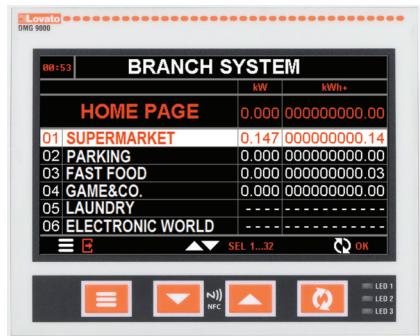 Lovato
DMG 9000
00:53 BRANCH SYSTEM
kW kWh+
HOME PAGE 0.000 000000000.00
01 SUPERMARKET 0.147 000000000.14
02 PARKING 0.000 000000000.00
03 FAST FOOD 0.000 000000000.03
04 GAME&CO. 0.000 000000000.00
05 LAUNDRY ---- ------------
06 ELECTRONIC WORLD ---- ------------
SEL 1...32 OK
NFC
LED 1
LED 2
LED 3